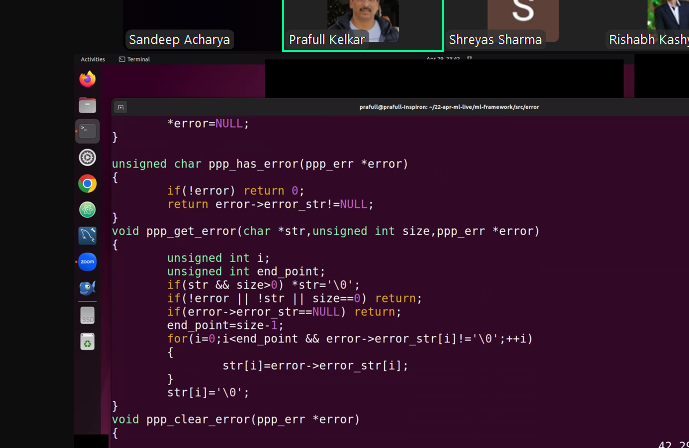 S
Sandeep Acharya
Prafull Kelkar
Shreyas Sharma
Rishabh Kashy
Activities
Terminal
Apr 29, 23:42
prafull@prafull-Inspiron: ~/22-apr-ml-live/ml-framework/src/error
*error=NULL;
}
unsigned char ppp_has_error(ppp_err *error)
{
if(!error) return 0;
return error->error_str!=NULL;
}
void ppp_get_error(char *str,unsigned int size,ppp_err *error)
{
unsigned int i;
unsigned int end_point;
if(str && size>0) *str='\0';
if(!error || !str || size==0) return;
if(error->error_str==NULL) return;
end_point=size-1;
for(i=0;i<end_point && error->error_str[i]!='\0';++i)
{
str[i]=error->error_str[i];
}
str[i]='\0';
}
void ppp_clear_error(ppp_err *error)
{
zoom